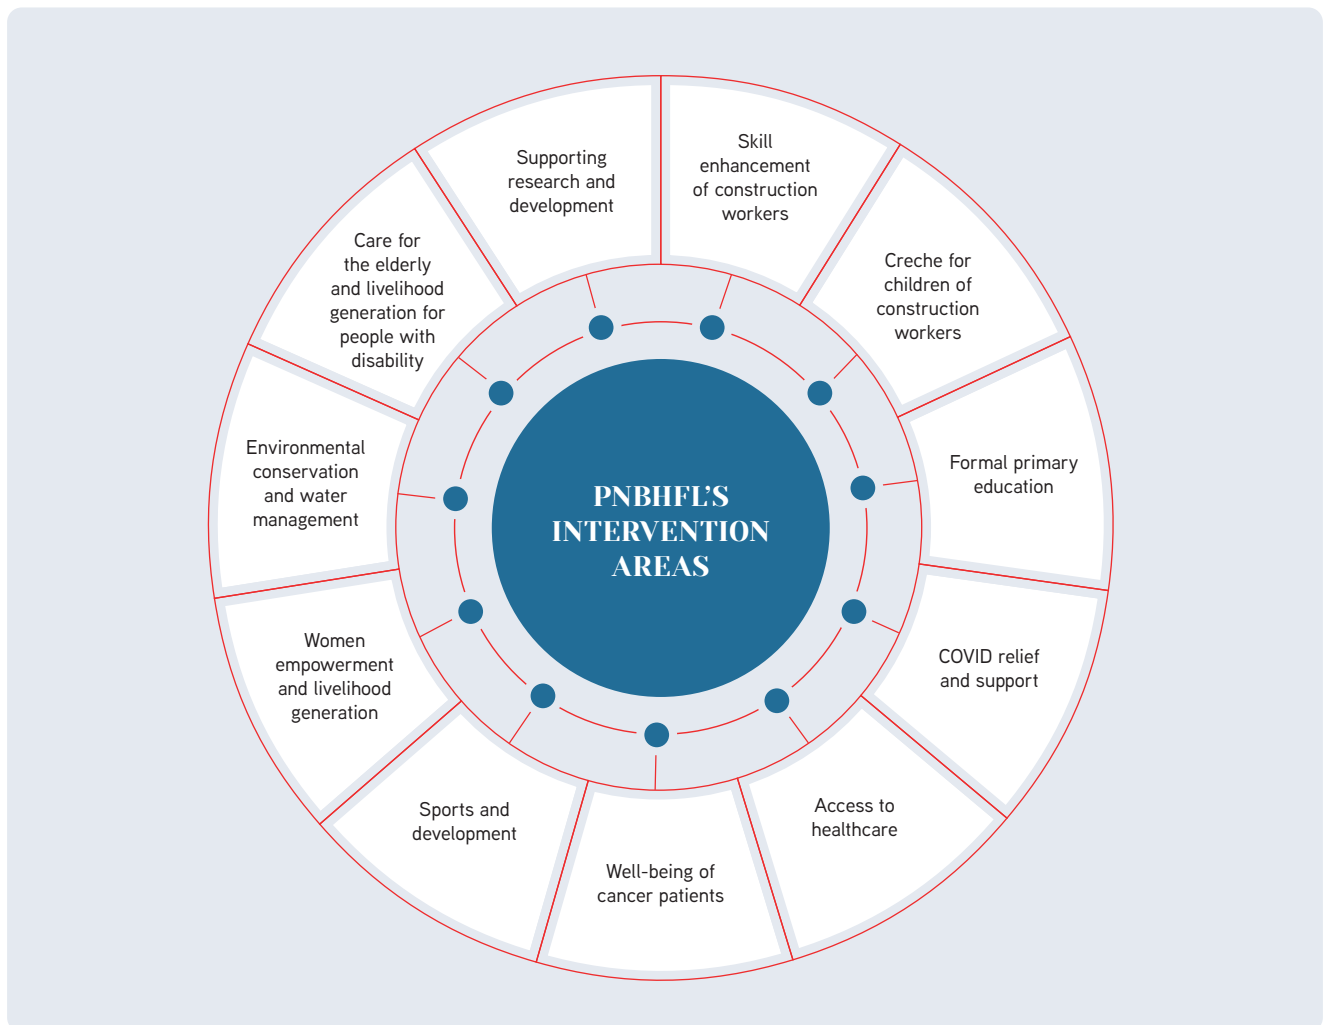 PNBHFL’S
INTERVENTION
AREAS
Skill
enhancement
of construction
workers
Creche for
children of
construction
workers
Formal primary
education
COVID relief
and support
Access to
healthcare
Well-being of
cancer patients
Sports and
development
Women
empowerment
and livelihood
generation
Environmental
conservation
and water
management
Care for
the elderly
and livelihood
generation for
people with
disability
Supporting
research and
development